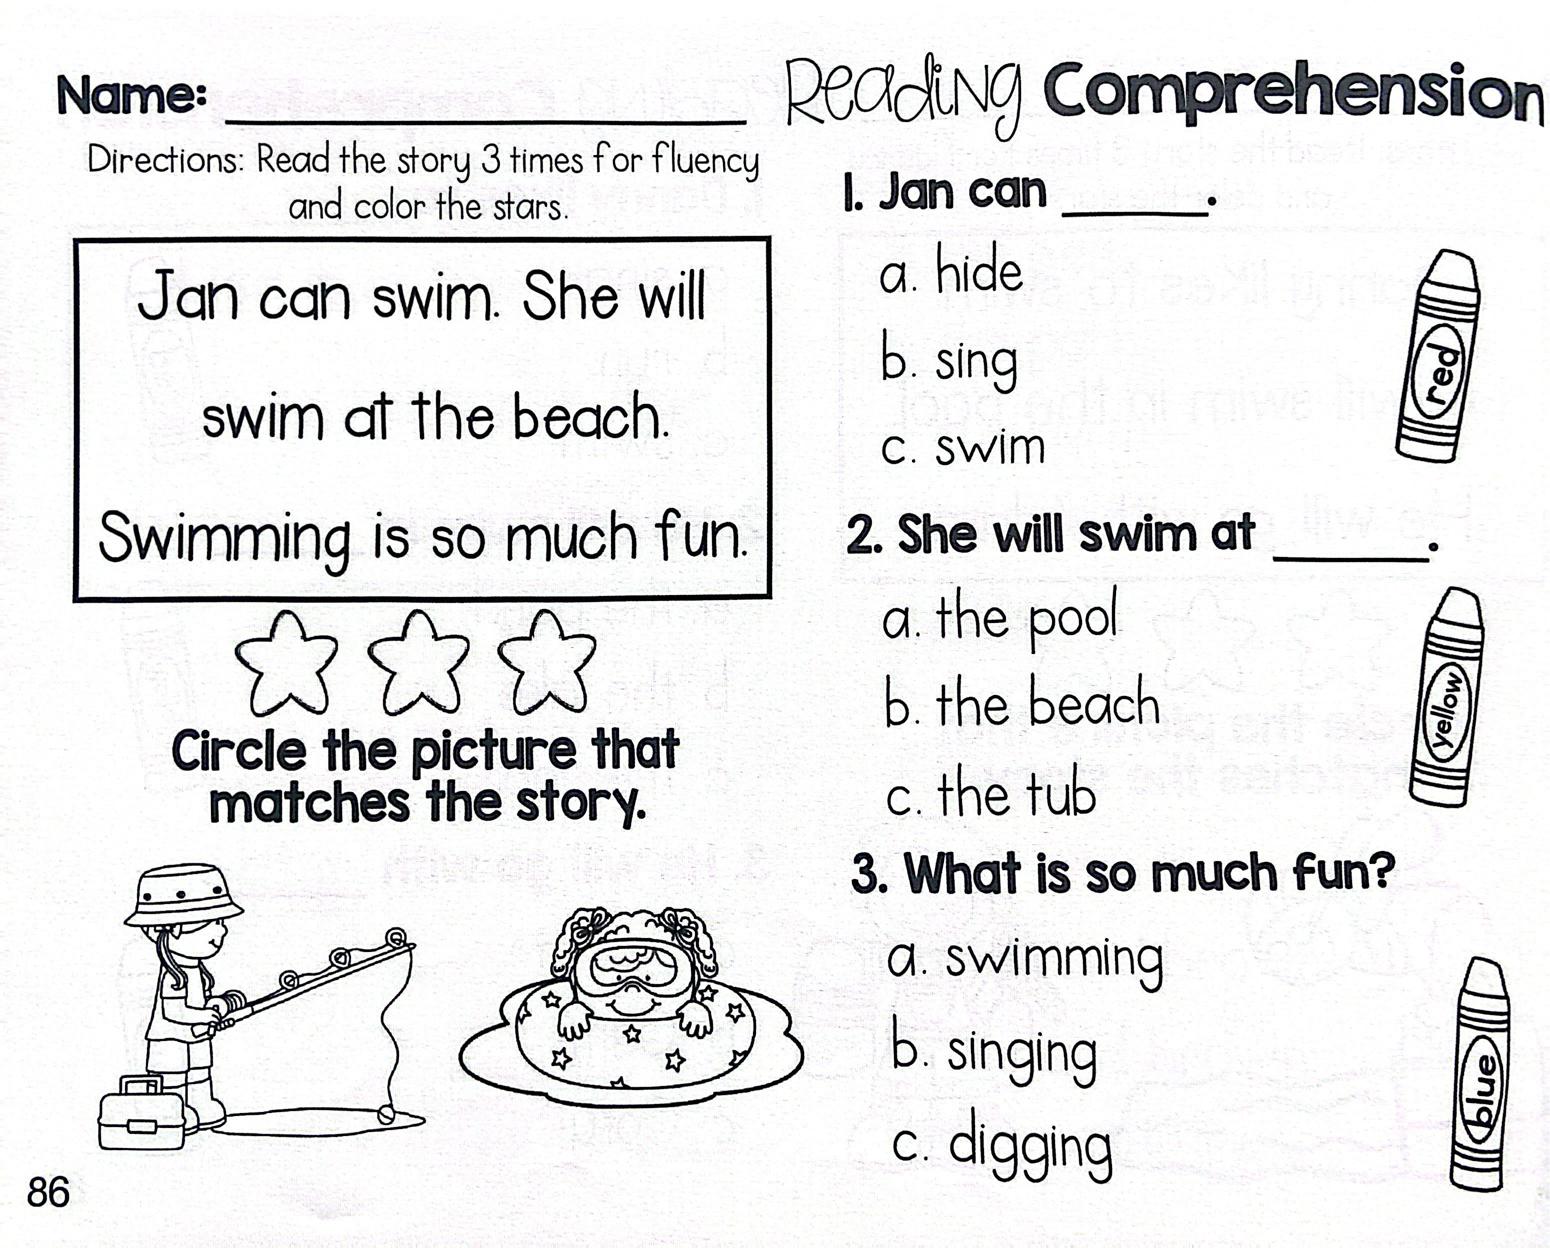 Name: ____________________
Directions: Read the story 3 times for fluency
and color the stars.
Jan can swim. She will
swim at the beach.
Swimming is so much fun.
Circle the picture that
matches the story.
86
Reading Comprehension
1. Jan can ______.
a. hide
b. sing
c. swim
red
2. She will swim at ______.
a. the pool
b. the beach
c. the tub
yellow
3. What is so much fun?
a. swimming
b. singing
c. digging
blue